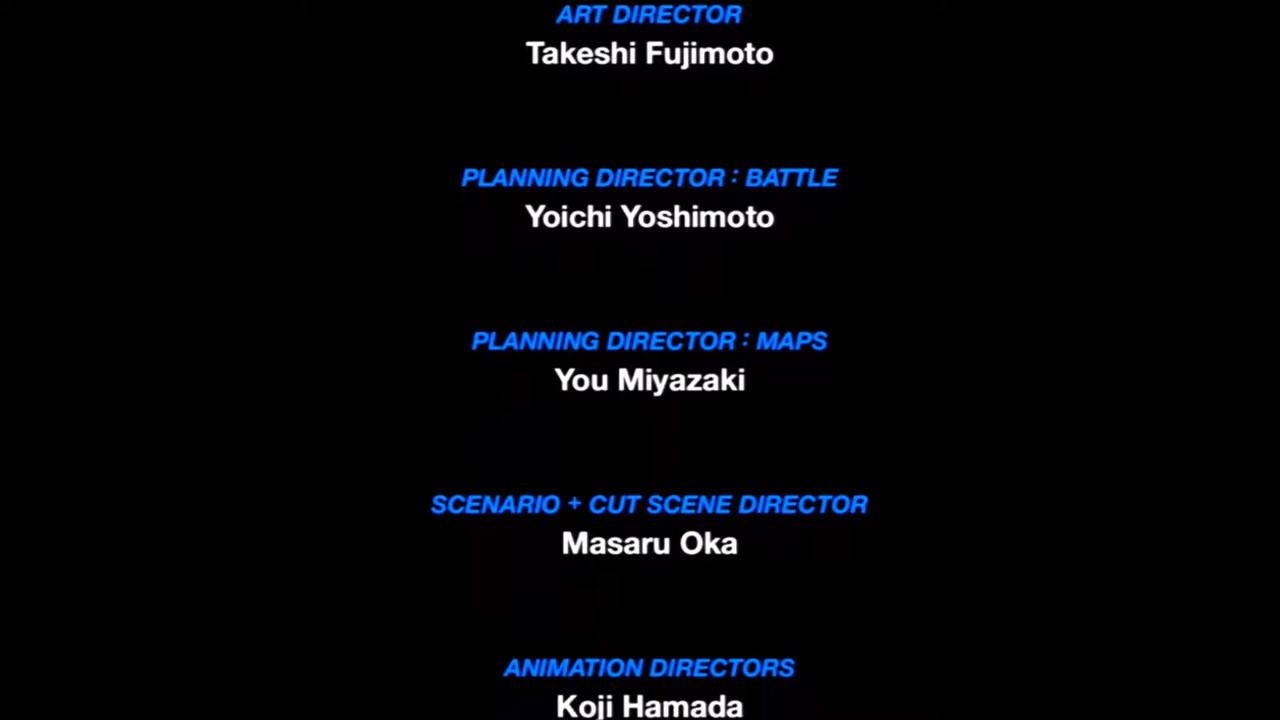 ART DIRECTOR
Takeshi Fujimoto
PLANNING DIRECTOR : BATTLE
Yoichi Yoshimoto
PLANNING DIRECTOR : MAPS
You Miyazaki
SCENARIO + CUT SCENE DIRECTOR
Masaru Oka
ANIMATION DIRECTORS
Koji Hamada